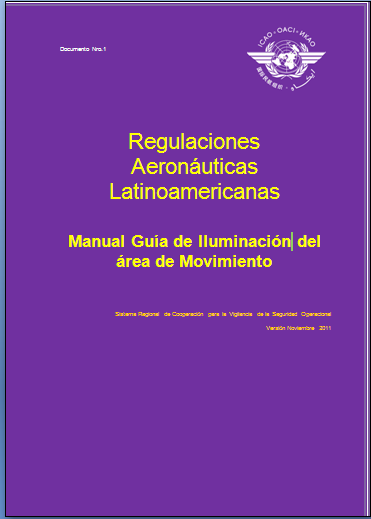 Documento Nro.1
ICAO · OACI · ИКАО
Regulaciones
Aeronáuticas
Latinoamericanas
Manual Guía de Iluminación del
área de Movimiento
Sistema Regional de Cooperación para la Vigilancia de la Seguridad Operacional
Versión Noviembre 2011